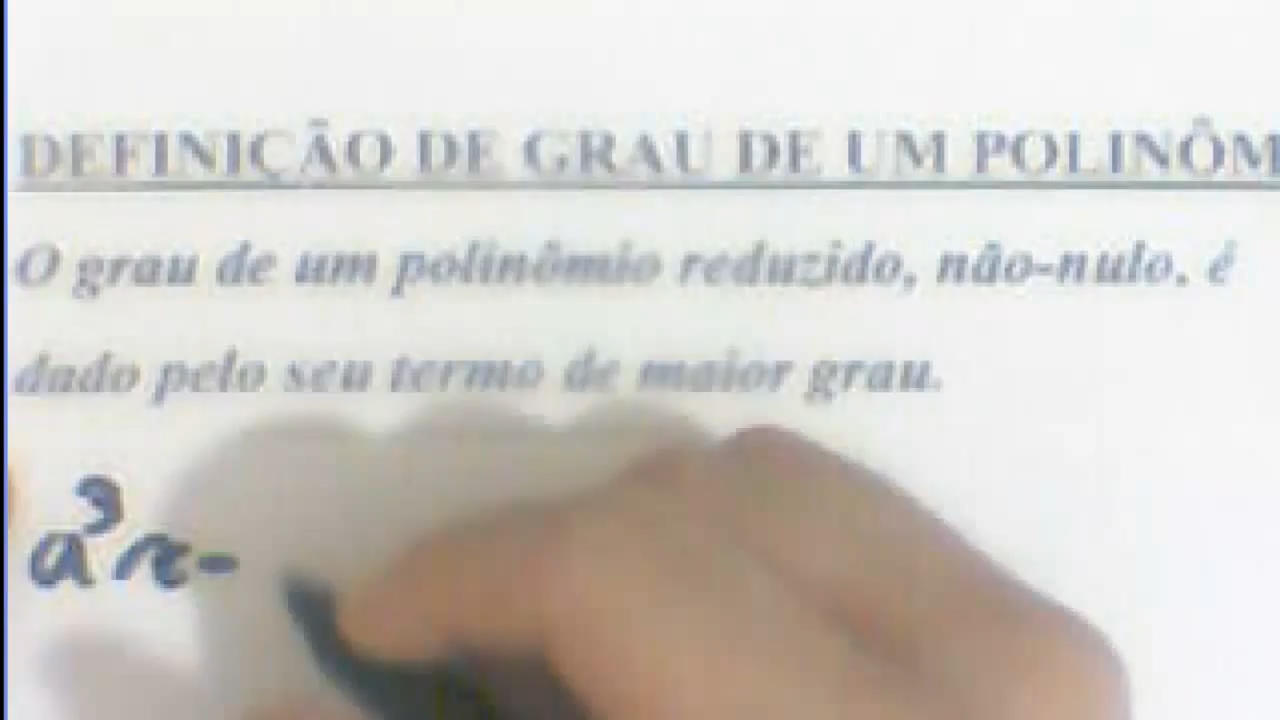 DEFINIÇÃO DE GRAU DE UM POLINÔM
O grau de um polinômio reduzido, não-nulo, é
dado pelo seu termo de maior grau.
a³x-